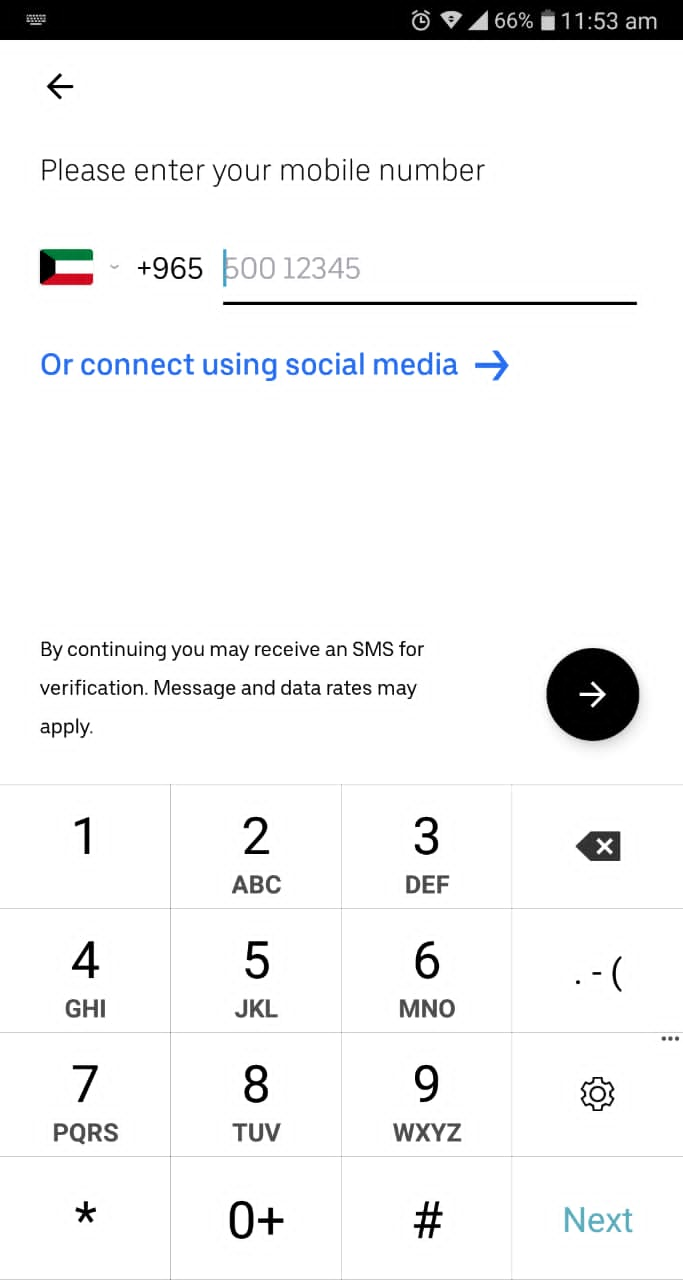 66% 11:53 am
Please enter your mobile number
+965 500 12345
Or connect using social media
By continuing you may receive an SMS for
verification. Message and data rates may
apply.
1 2 3
ABC DEF
4 5 6 . - (
GHI JKL MNO
7 8 9
PQRS TUV WXYZ
* 0+ # Next